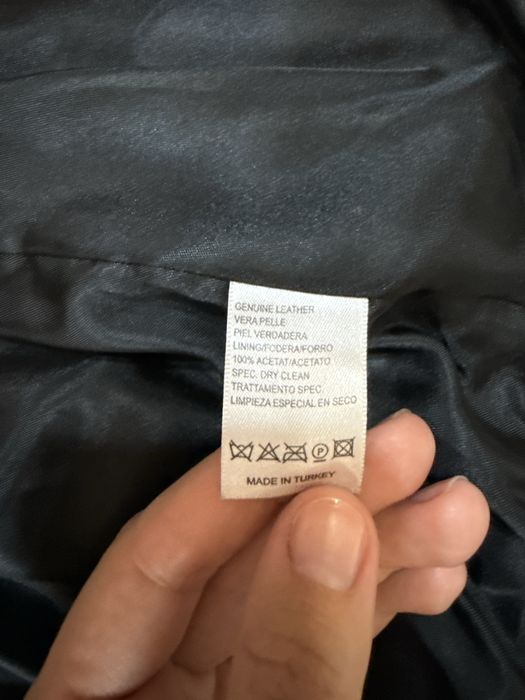 GENUINE LEATHER
VERA PELLE
PIEL VERDADERA
LINING/FODERA/FORRO
100% ACETAT/ACETATO
SPEC. DRY CLEAN
TRATTAMENTO SPEC.
LIMPIEZA ESPECIAL EN SECO
P
MADE IN TURKEY